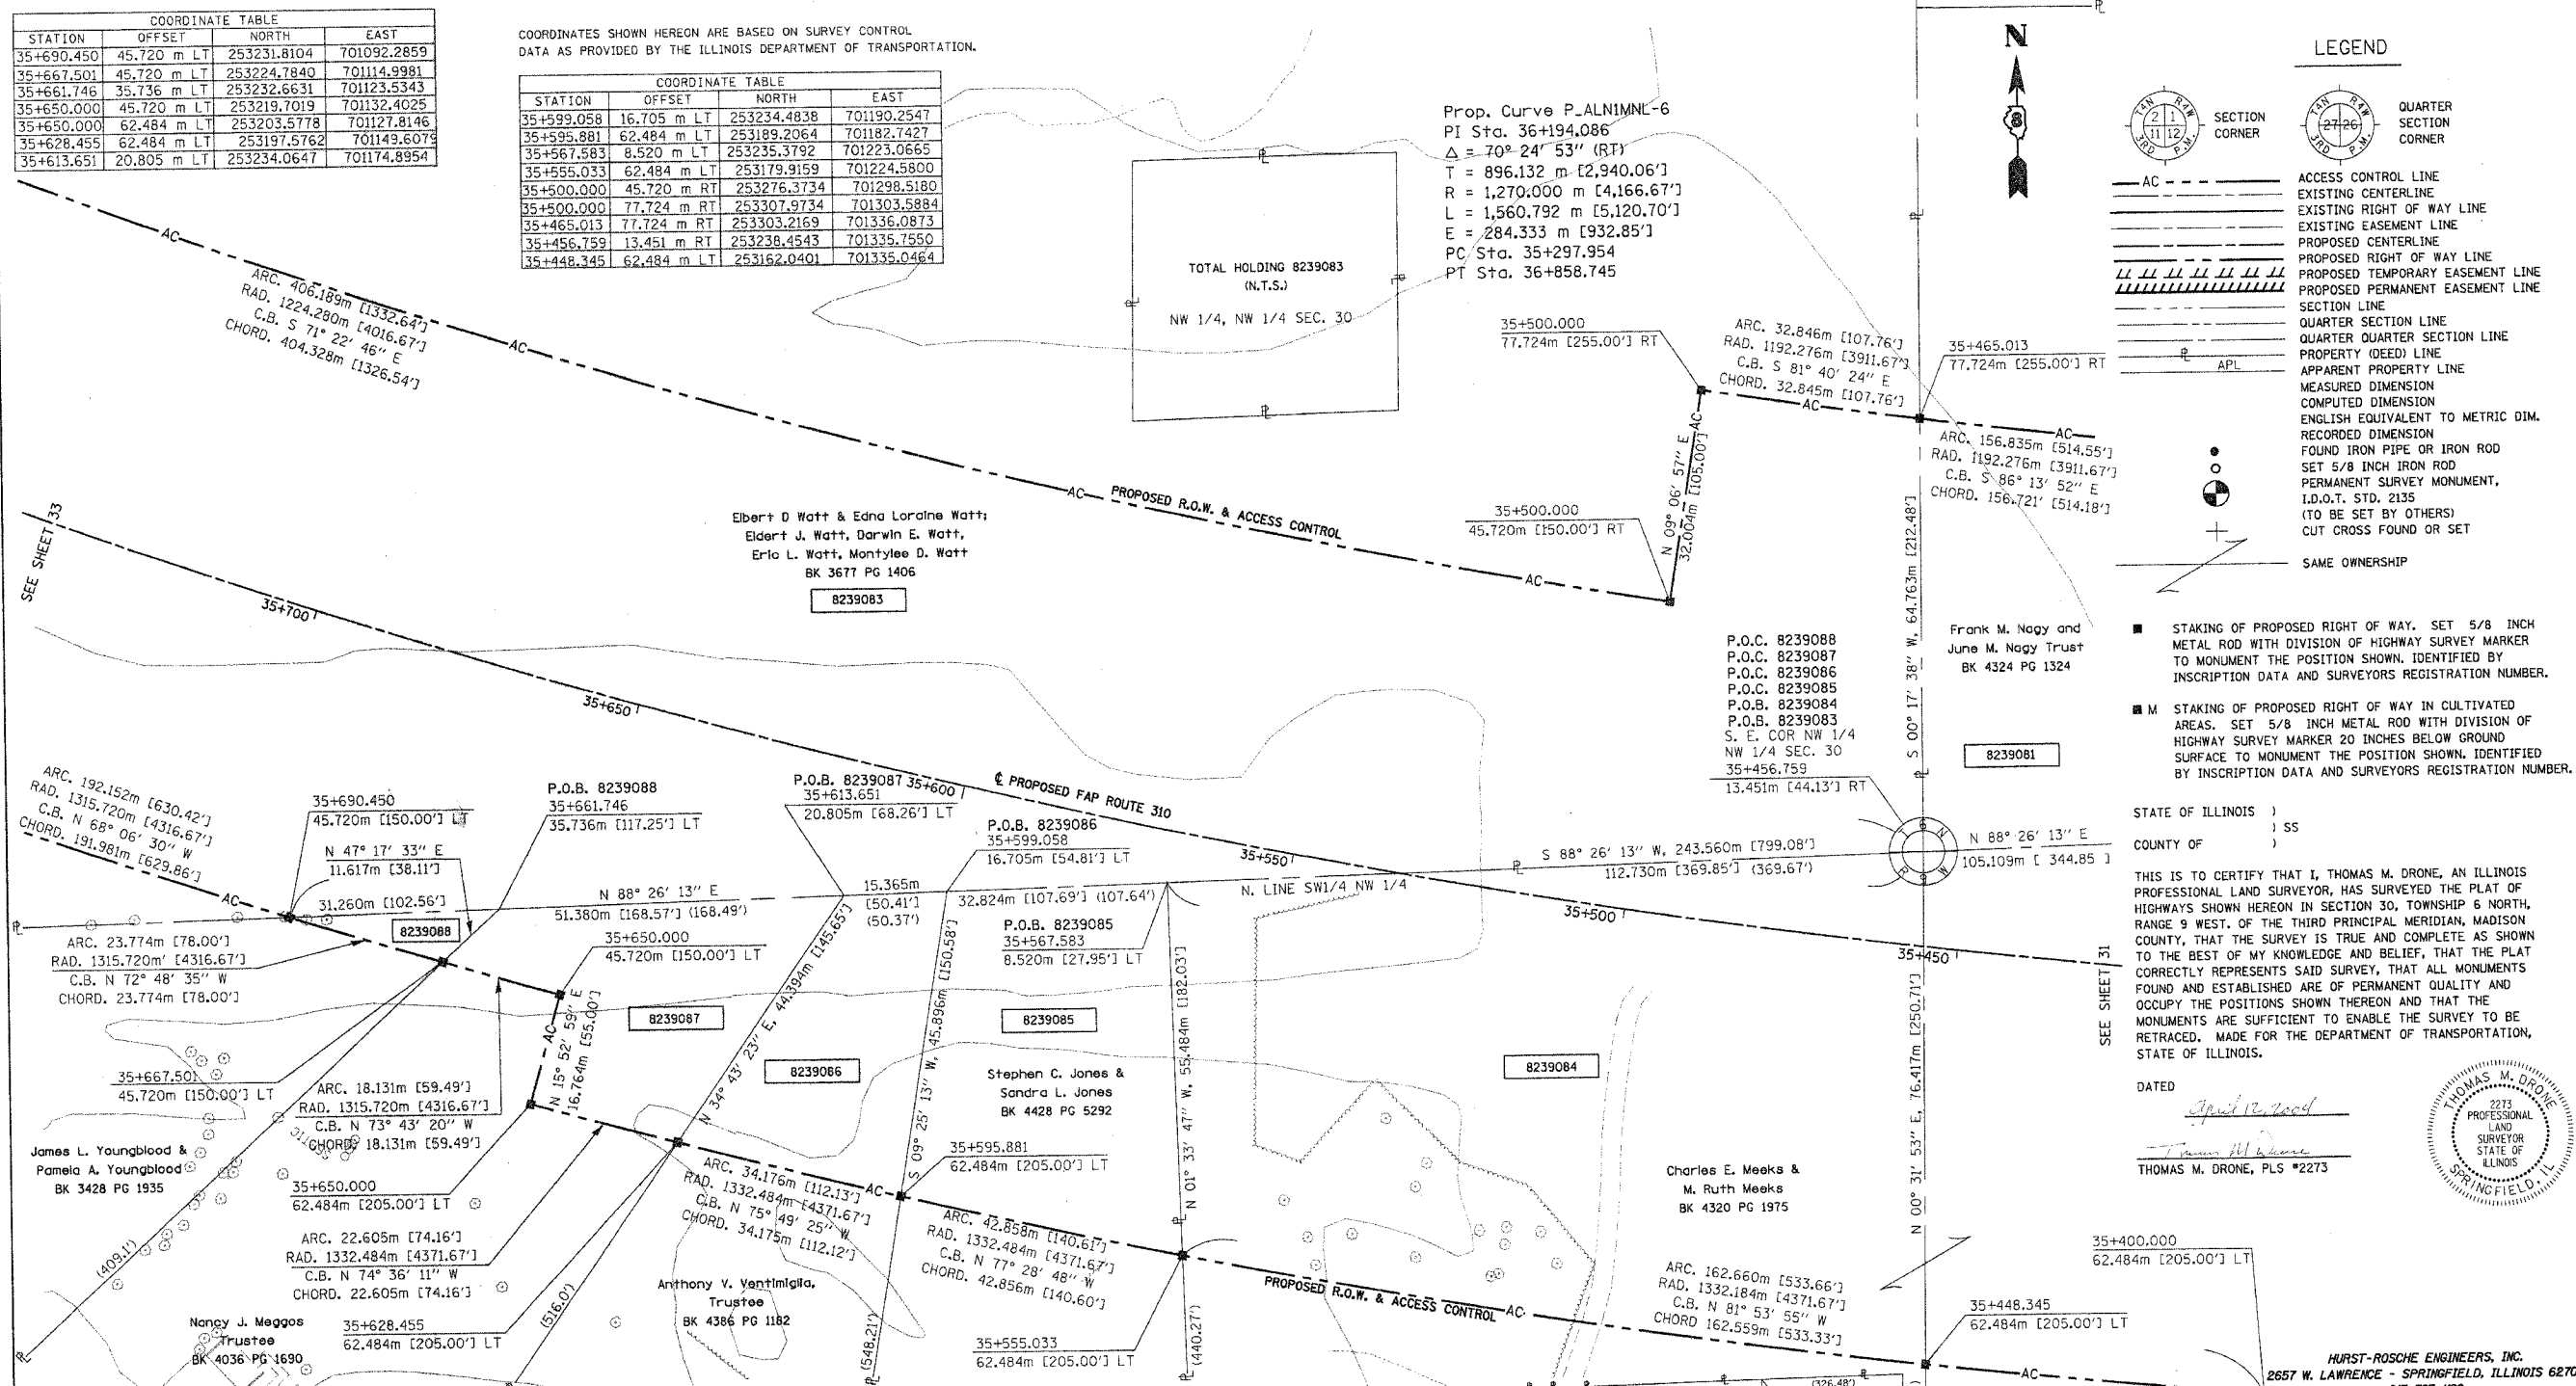 COORDINATE TABLE
STATION OFFSET NORTH EAST
35+690.450 45.720 m LT 253231.8104 701092.2859
35+667.501 45.720 m LT 253224.7840 701114.9981
35+661.746 35.736 m LT 253232.6631 701123.5343
35+650.000 45.720 m LT 253219.7019 701132.4025
35+650.000 62.484 m LT 253203.5778 701127.8146
35+628.455 62.484 m LT 253197.5762 701149.6079
35+613.651 20.805 m LT 253234.0647 701174.8954
COORDINATES SHOWN HEREON ARE BASED ON SURVEY CONTROL
DATA AS PROVIDED BY THE ILLINOIS DEPARTMENT OF TRANSPORTATION.
COORDINATE TABLE
STATION OFFSET NORTH EAST
35+599.058 16.705 m LT 253234.4838 701190.2547
35+595.881 62.484 m LT 253189.2064 701182.7427
35+567.583 8.520 m LT 253235.3792 701223.0665
35+555.033 62.484 m LT 253179.9159 701224.5800
35+500.000 45.720 m RT 253276.3734 701298.5180
35+500.000 77.724 m RT 253307.9734 701303.5884
35+465.013 77.724 m RT 253303.2169 701336.0873
35+456.759 13.451 m RT 253238.4543 701335.7550
35+448.345 62.484 m LT 253162.0401 701335.0464
Prop. Curve P_ALN1MNL-6
PI Sta. 36+194.086
Δ = 70° 24' 53" (RT)
T = 896.132 m [2,940.06']
R = 1,270.000 m [4,166.67']
L = 1,560.792 m [5,120.70']
E = 284.333 m [932.85']
PC Sta. 35+297.954
PT Sta. 36+858.745
TOTAL HOLDING 8239083
(N.T.S.)
NW 1/4, NW 1/4 SEC. 30
N
8
LEGEND
T4N R4W
2 1
11 12
3RD P.M.
SECTION
CORNER
T4N R4W
27 26
3RD P.M.
QUARTER
SECTION
CORNER
AC ACCESS CONTROL LINE
EXISTING CENTERLINE
EXISTING RIGHT OF WAY LINE
EXISTING EASEMENT LINE
PROPOSED CENTERLINE
PROPOSED RIGHT OF WAY LINE
PROPOSED TEMPORARY EASEMENT LINE
PROPOSED PERMANENT EASEMENT LINE
SECTION LINE
QUARTER SECTION LINE
QUARTER QUARTER SECTION LINE
PROPERTY (DEED) LINE
APL APPARENT PROPERTY LINE
MEASURED DIMENSION
COMPUTED DIMENSION
ENGLISH EQUIVALENT TO METRIC DIM.
RECORDED DIMENSION
FOUND IRON PIPE OR IRON ROD
SET 5/8 INCH IRON ROD
PERMANENT SURVEY MONUMENT,
I.D.O.T. STD. 2135
(TO BE SET BY OTHERS)
CUT CROSS FOUND OR SET
SAME OWNERSHIP
STAKING OF PROPOSED RIGHT OF WAY. SET 5/8 INCH
METAL ROD WITH DIVISION OF HIGHWAY SURVEY MARKER
TO MONUMENT THE POSITION SHOWN. IDENTIFIED BY
INSCRIPTION DATA AND SURVEYORS REGISTRATION NUMBER.
M STAKING OF PROPOSED RIGHT OF WAY IN CULTIVATED
AREAS. SET 5/8 INCH METAL ROD WITH DIVISION OF
HIGHWAY SURVEY MARKER 20 INCHES BELOW GROUND
SURFACE TO MONUMENT THE POSITION SHOWN. IDENTIFIED
BY INSCRIPTION DATA AND SURVEYORS REGISTRATION NUMBER.
STATE OF ILLINOIS )
) SS
COUNTY OF )
THIS IS TO CERTIFY THAT I, THOMAS M. DRONE, AN ILLINOIS
PROFESSIONAL LAND SURVEYOR, HAS SURVEYED THE PLAT OF
HIGHWAYS SHOWN HEREON IN SECTION 30, TOWNSHIP 6 NORTH,
RANGE 9 WEST, OF THE THIRD PRINCIPAL MERIDIAN, MADISON
COUNTY, THAT THE SURVEY IS TRUE AND COMPLETE AS SHOWN
TO THE BEST OF MY KNOWLEDGE AND BELIEF, THAT THE PLAT
CORRECTLY REPRESENTS SAID SURVEY, THAT ALL MONUMENTS
FOUND AND ESTABLISHED ARE OF PERMANENT QUALITY AND
OCCUPY THE POSITIONS SHOWN THEREON AND THAT THE
MONUMENTS ARE SUFFICIENT TO ENABLE THE SURVEY TO BE
RETRACED. MADE FOR THE DEPARTMENT OF TRANSPORTATION,
STATE OF ILLINOIS.
DATED
April 12, 2004
THOMAS M. DRONE, PLS #2273
THOMAS M. DRONE
2273
PROFESSIONAL
LAND
SURVEYOR
STATE OF
ILLINOIS
SPRINGFIELD, IL
HURST-ROSCHE ENGINEERS, INC.
2657 W. LAWRENCE - SPRINGFIELD, ILLINOIS 6270
AC
ARC. 406.189m [1332.64']
RAD. 1224.280m [4016.67']
C.B. S 71° 22' 46" E
CHORD. 404.328m [1326.54']
AC
AC
PROPOSED R.O.W. & ACCESS CONTROL
AC
35+500.000
77.724m [255.00'] RT
ARC. 32.846m [107.76']
RAD. 1192.276m [3911.67']
C.B. S 81° 40' 24" E
CHORD. 32.845m [107.76']
AC
35+465.013
77.724m [255.00'] RT
AC
ARC. 156.835m [514.55']
RAD. 1192.276m [3911.67']
C.B. S 86° 13' 52" E
CHORD. 156.721' [514.18']
AC
N 09° 06' 57" E
32.004m [105.00']
35+500.000
45.720m [150.00'] RT
S 00° 17' 38" W, 64.763m [212.48']
SEE SHEET 33
Elbert D Watt & Edna Loraine Watt;
Eldert J. Watt, Darwin E. Watt,
Eric L. Watt, Montylee D. Watt
BK 3677 PG 1406
8239083
35+700
35+650
35+600
35+550
35+500
35+450
℄ PROPOSED FAP ROUTE 310
P.O.C. 8239088
P.O.C. 8239087
P.O.C. 8239086
P.O.C. 8239085
P.O.B. 8239084
P.O.B. 8239083
S. E. COR NW 1/4
NW 1/4 SEC. 30
35+456.759
13.451m [44.13'] RT
Frank M. Nagy and
June M. Nagy Trust
BK 4324 PG 1324
8239081
T 6 N
R 9 W
N 88° 26' 13" E
105.109m [ 344.85 ]
SEE SHEET 31
ARC. 192.152m [630.42']
RAD. 1315.720m [4316.67']
C.B. N 68° 06' 30" W
CHORD. 191.981m [629.86']
AC
35+690.450
45.720m [150.00'] LT
P.O.B. 8239088
35+661.746
35.736m [117.25'] LT
P.O.B. 8239087
35+613.651
20.805m [68.26'] LT
P.O.B. 8239086
35+599.058
16.705m [54.81'] LT
N 47° 17' 33" E
11.617m [38.11']
31.260m [102.56']
N 88° 26' 13" E
51.380m [168.57'] (168.49')
15.365m
[50.41']
(50.37')
32.824m [107.69'] (107.64')
N. LINE SW1/4 NW 1/4
S 88° 26' 13" W, 243.560m [799.08']
112.730m [369.85'] (369.67')
P.O.B. 8239085
35+567.583
8.520m [27.95'] LT
8239088
ARC. 23.774m [78.00']
RAD. 1315.720m' [4316.67']
C.B. N 72° 48' 35" W
CHORD. 23.774m [78.00']
35+650.000
45.720m [150.00'] LT
AC
N 15° 52' 59" E
16.764m [55.00']
8239087
8239086
8239085
8239084
N 34° 43' 23" E, 44.394m [145.65']
S 09° 25' 13" W, 45.896m [150.58']
N 01° 33' 47" W, 55.484m [182.03']
N 00° 31' 53" E, 76.417m [250.71']
35+667.501
45.720m [150.00'] LT
ARC. 18.131m [59.49']
RAD. 1315.720m [4316.67']
C.B. N 73° 43' 20" W
CHORD. 18.131m [59.49']
James L. Youngblood &
Pamela A. Youngblood
BK 3428 PG 1935
35+650.000
62.484m [205.00'] LT
ARC. 22.605m [74.16']
RAD. 1332.484m [4371.67']
C.B. N 74° 36' 11" W
CHORD. 22.605m [74.16']
(409.1')
Nancy J. Meggos
Trustee
BK 4036 PG 1690
35+628.455
62.484m [205.00'] LT
(516.0')
Anthony V. Ventimiglia,
Trustee
BK 4386 PG 1182
ARC. 34.176m [112.13']
RAD. 1332.484m [4371.67']
C.B. N 75° 49' 25" W
CHORD. 34.175m [112.12']
AC
Stephen C. Jones &
Sandra L. Jones
BK 4428 PG 5292
35+595.881
62.484m [205.00'] LT
ARC. 42.858m [140.61']
RAD. 1332.484m [4371.67']
C.B. N 77° 28' 48" W
CHORD. 42.856m [140.60']
(548.21')
35+555.033
62.484m [205.00'] LT
(440.27')
Charles E. Meeks &
M. Ruth Meeks
BK 4320 PG 1975
PROPOSED R.O.W. & ACCESS CONTROL
AC
ARC. 162.660m [533.66']
RAD. 1332.184m [4371.67']
C.B. N 81° 53' 55" W
CHORD 162.559m [533.33']
35+400.000
62.484m [205.00'] LT
35+448.345
62.484m [205.00'] LT
AC
(326.48')